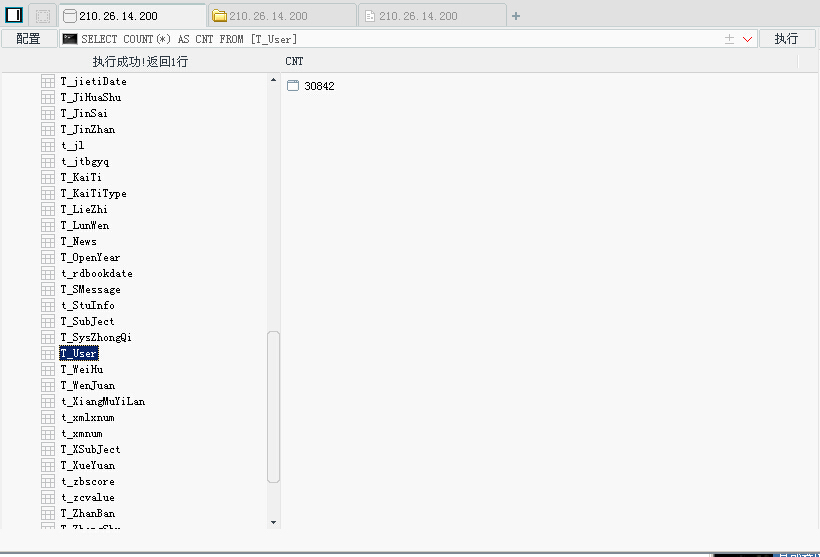 210.26.14.200
210.26.14.200
210.26.14.200
配置
SELECT COUNT(*) AS CNT FROM [T_User]
执行
执行成功!返回1行
CNT
30842
T_jietiDate
T_JiHuaShu
T_JinSai
T_JinZhan
t_jl
t_jtbgyq
T_KaiTi
T_KaiTiType
T_LieZhi
T_LunWen
T_News
T_OpenYear
t_rdbookdate
T_SMessage
t_StuInfo
T_SubJect
T_SysZhongQi
T_User
T_WeiHu
T_WenJuan
t_XiangMuYiLan
t_xmlxnum
t_xmnum
T_XSubJect
T_XueYuan
t_zbscore
t_zcvalue
T_ZhanBan